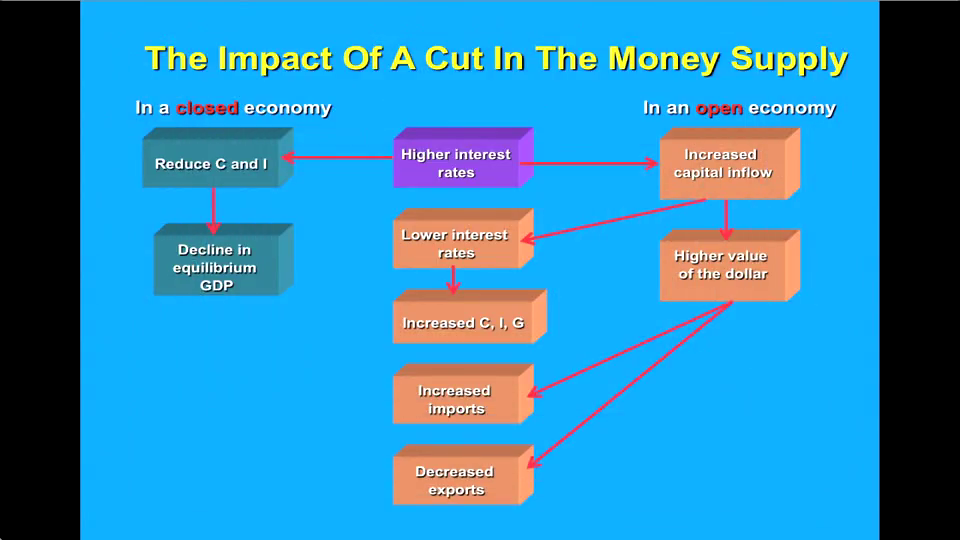 The Impact Of A Cut In The Money Supply
In a closed economy
In an open economy
Reduce C and I
Higher interest
rates
Increased
capital inflow
Decline in
equilibrium
GDP
Lower interest
rates
Higher value
of the dollar
Increased C, I, G
Increased
imports
Decreased
exports